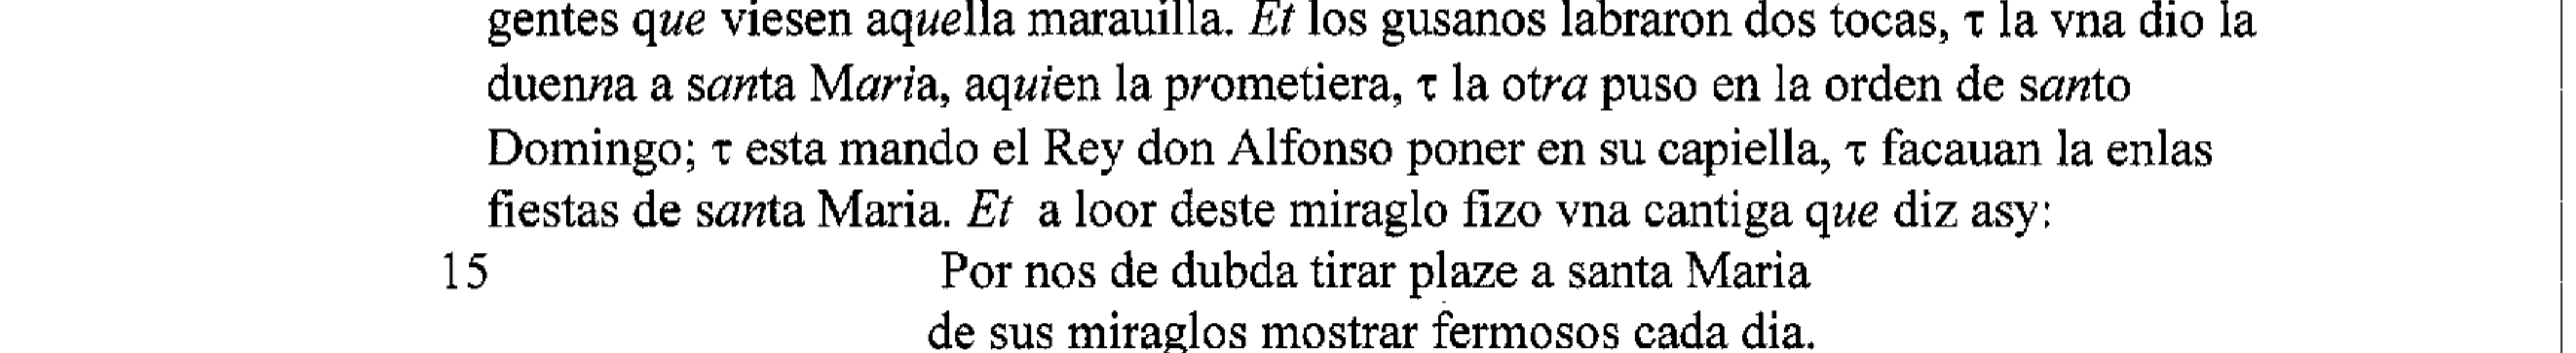 gentes que viesen aquella marauilla. Et los gusanos labraron dos tocas, τ la vna dio la
duenna a santa Maria, aquien la prometiera, τ la otra puso en la orden de santo
Domingo; τ esta mando el Rey don Alfonso poner en su capiella, τ facauan la enlas
fiestas de santa Maria. Et a loor deste miraglo fizo vna cantiga que diz asy:
15 Por nos de dubda tirar plaze a santa Maria
de sus miraglos mostrar fermosos cada dia.